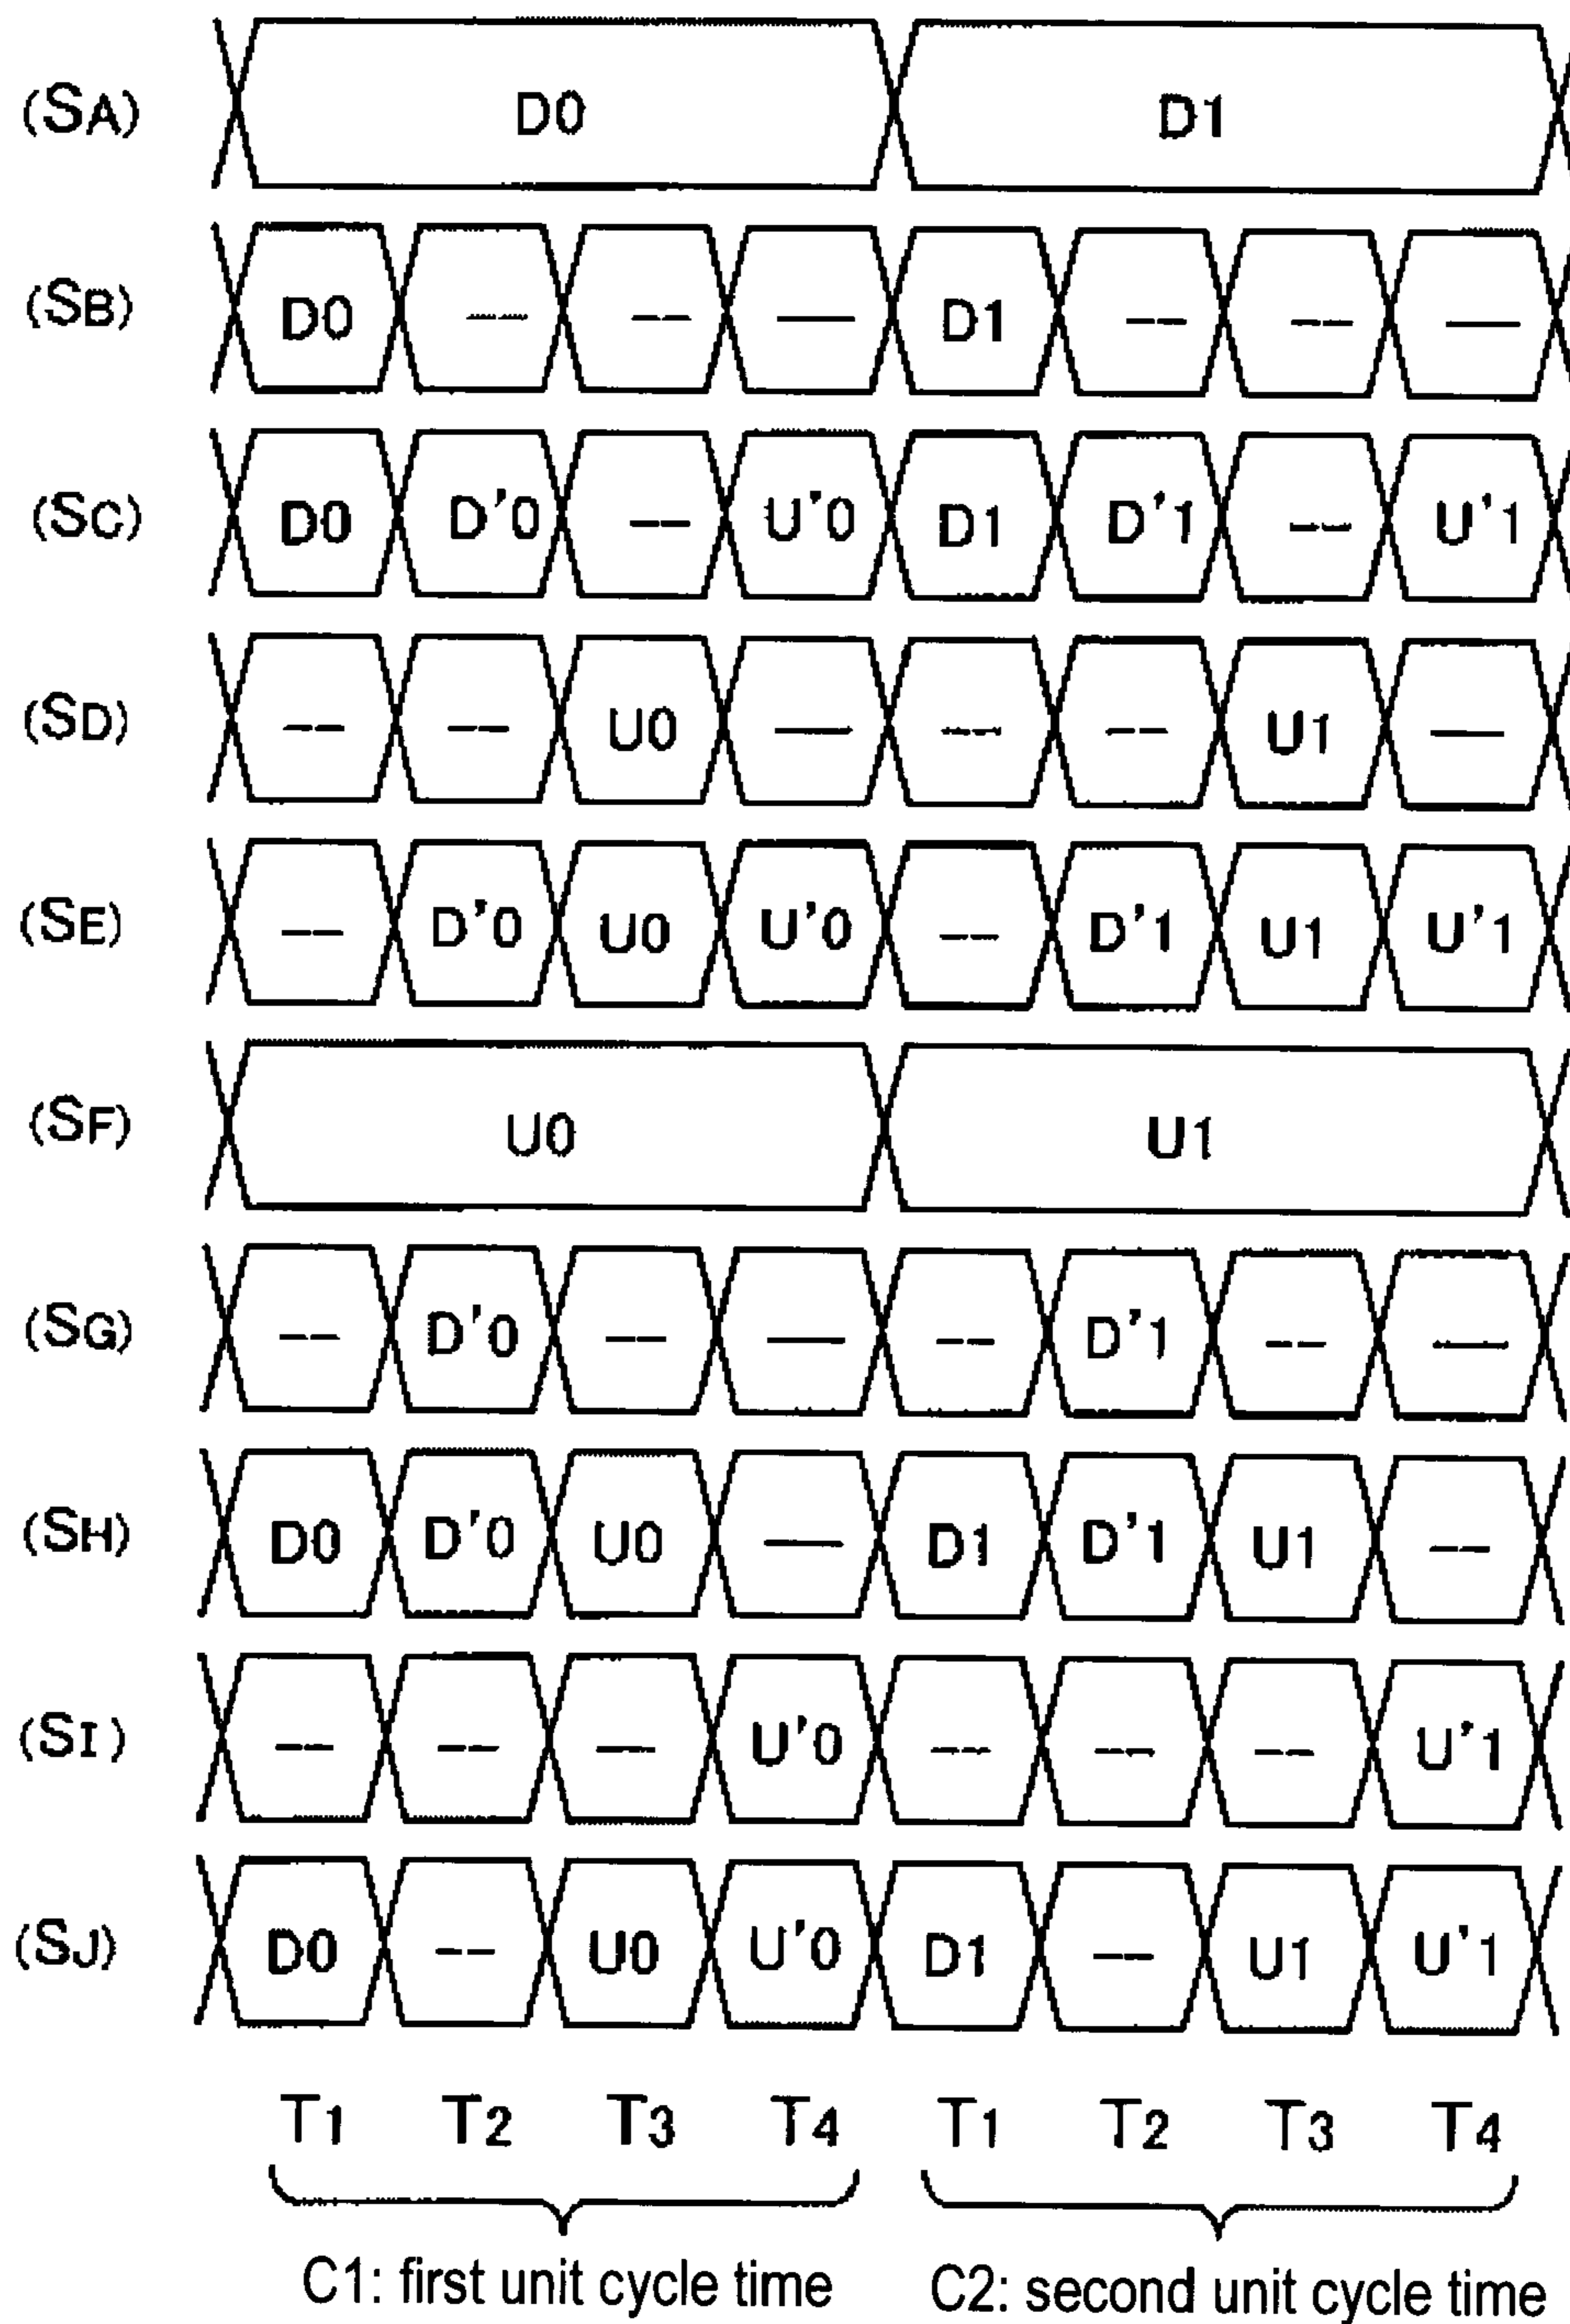 (SA) D0 D1
(SB) D0 -- -- — D1 -- -- —
(SC) D0 D'0 -- U'0 D1 D'1 -- U'1
(SD) -- -- U0 — -- -- U1 —
(SE) -- D'0 U0 U'0 -- D'1 U1 U'1
(SF) U0 U1
(SG) -- D'0 -- — -- D'1 -- —
(SH) D0 D'0 U0 — D1 D'1 U1 --
(SI) -- -- — U'0 -- -- -- U'1
(SJ) D0 -- U0 U'0 D1 -- U1 U'1
T1 T2 T3 T4 T1 T2 T3 T4
C1: first unit cycle time C2: second unit cycle time